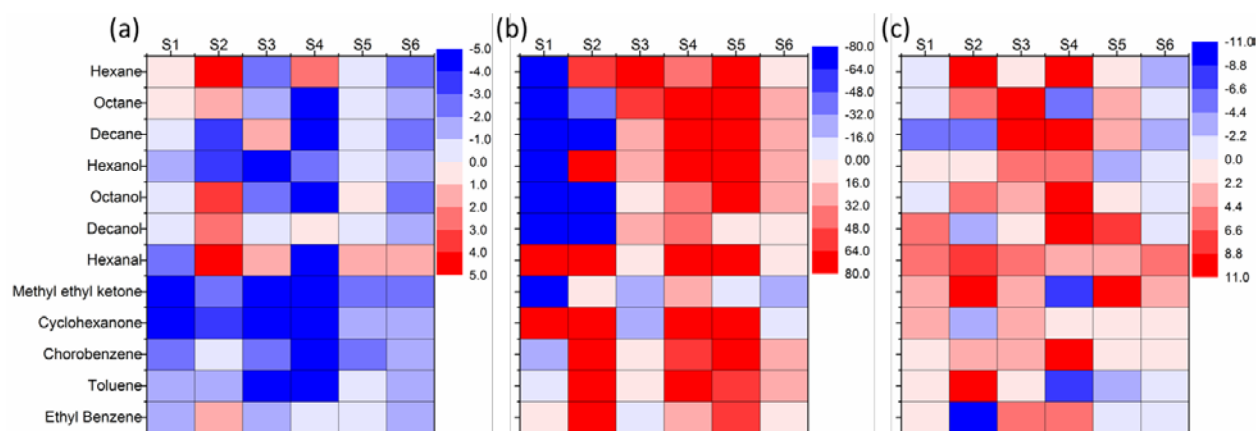 (a)
S1 S2 S3 S4 S5 S6
Hexane
Octane
Decane
Hexanol
Octanol
Decanol
Hexanal
Methyl ethyl ketone
Cyclohexanone
Chorobenzene
Toluene
Ethyl Benzene
-5.0
-4.0
-3.0
-2.0
-1.0
0.0
1.0
2.0
3.0
4.0
5.0
(b)
S1 S2 S3 S4 S5 S6
-80.0
-64.0
-48.0
-32.0
-16.0
0.00
16.0
32.0
48.0
64.0
80.0
(c)
S1 S2 S3 S4 S5 S6
-11.0
-8.8
-6.6
-4.4
-2.2
0.0
2.2
4.4
6.6
8.8
11.0